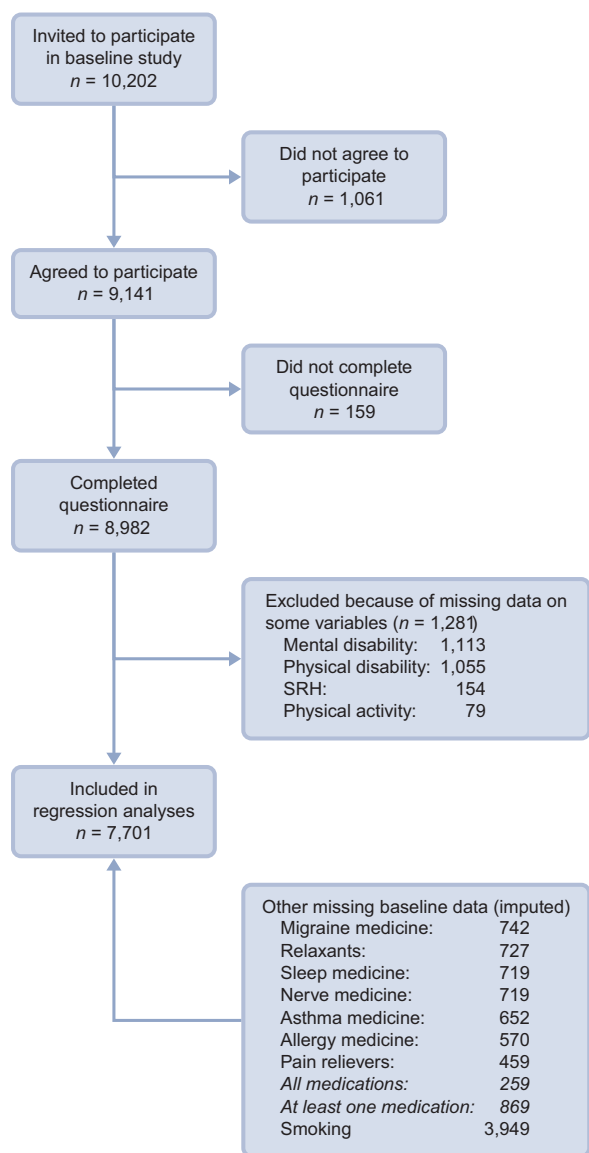 Invited to participate
in baseline study
n = 10,202
Did not agree to
participate
n = 1,061
Agreed to participate
n = 9,141
Did not complete
questionnaire
n = 159
Completed
questionnaire
n = 8,982
Excluded because of missing data on
some variables (n = 1,281)
Mental disability: 1,113
Physical disability: 1,055
SRH: 154
Physical activity: 79
Included in
regression analyses
n = 7,701
Other missing baseline data (imputed)
Migraine medicine: 742
Relaxants: 727
Sleep medicine: 719
Nerve medicine: 719
Asthma medicine: 652
Allergy medicine: 570
Pain relievers: 459
All medications: 259
At least one medication: 869
Smoking 3,949